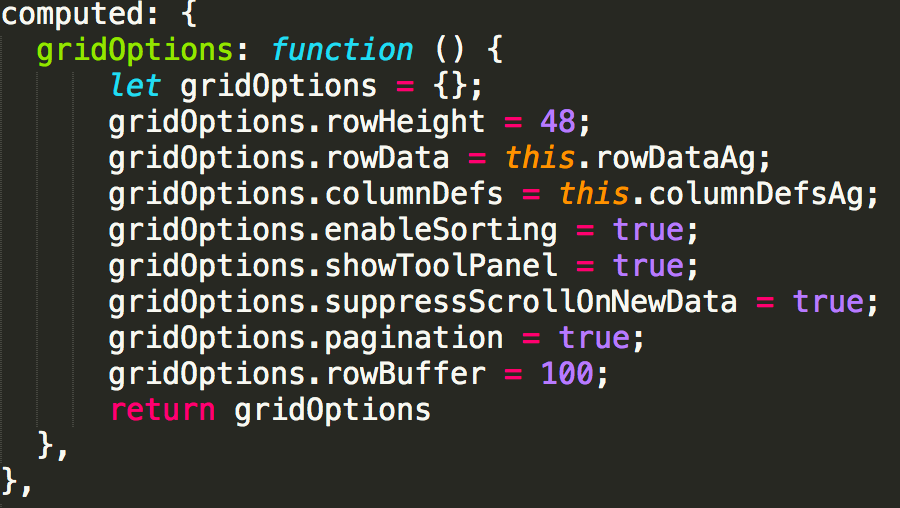 computed: {
  gridOptions: function () {
      let gridOptions = {};
      gridOptions.rowHeight = 48;
      gridOptions.rowData = this.rowDataAg;
      gridOptions.columnDefs = this.columnDefsAg;
      gridOptions.enableSorting = true;
      gridOptions.showToolPanel = true;
      gridOptions.suppressScrollOnNewData = true;
      gridOptions.pagination = true;
      gridOptions.rowBuffer = 100;
      return gridOptions
  },
},